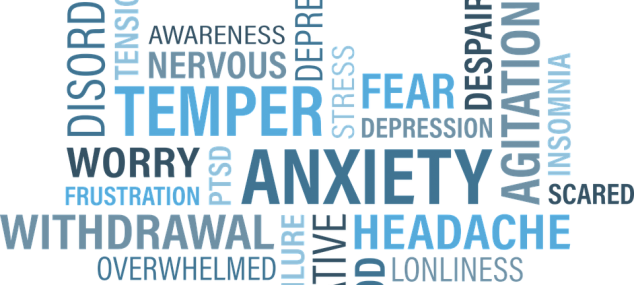 DISORD
TENSIO
AWARENESS
NERVOUS
DEPRE
TEMPER
STRESS
FEAR
DEPRESSION
DESPAIR
AGITATION
INSOMNIA
WORRY
PTSD
ANXIETY
FRUSTRATION
SCARED
WITHDRAWAL
ILURE
ATIVE
HEADACHE
OVERWHELMED
OD
LONLINESS